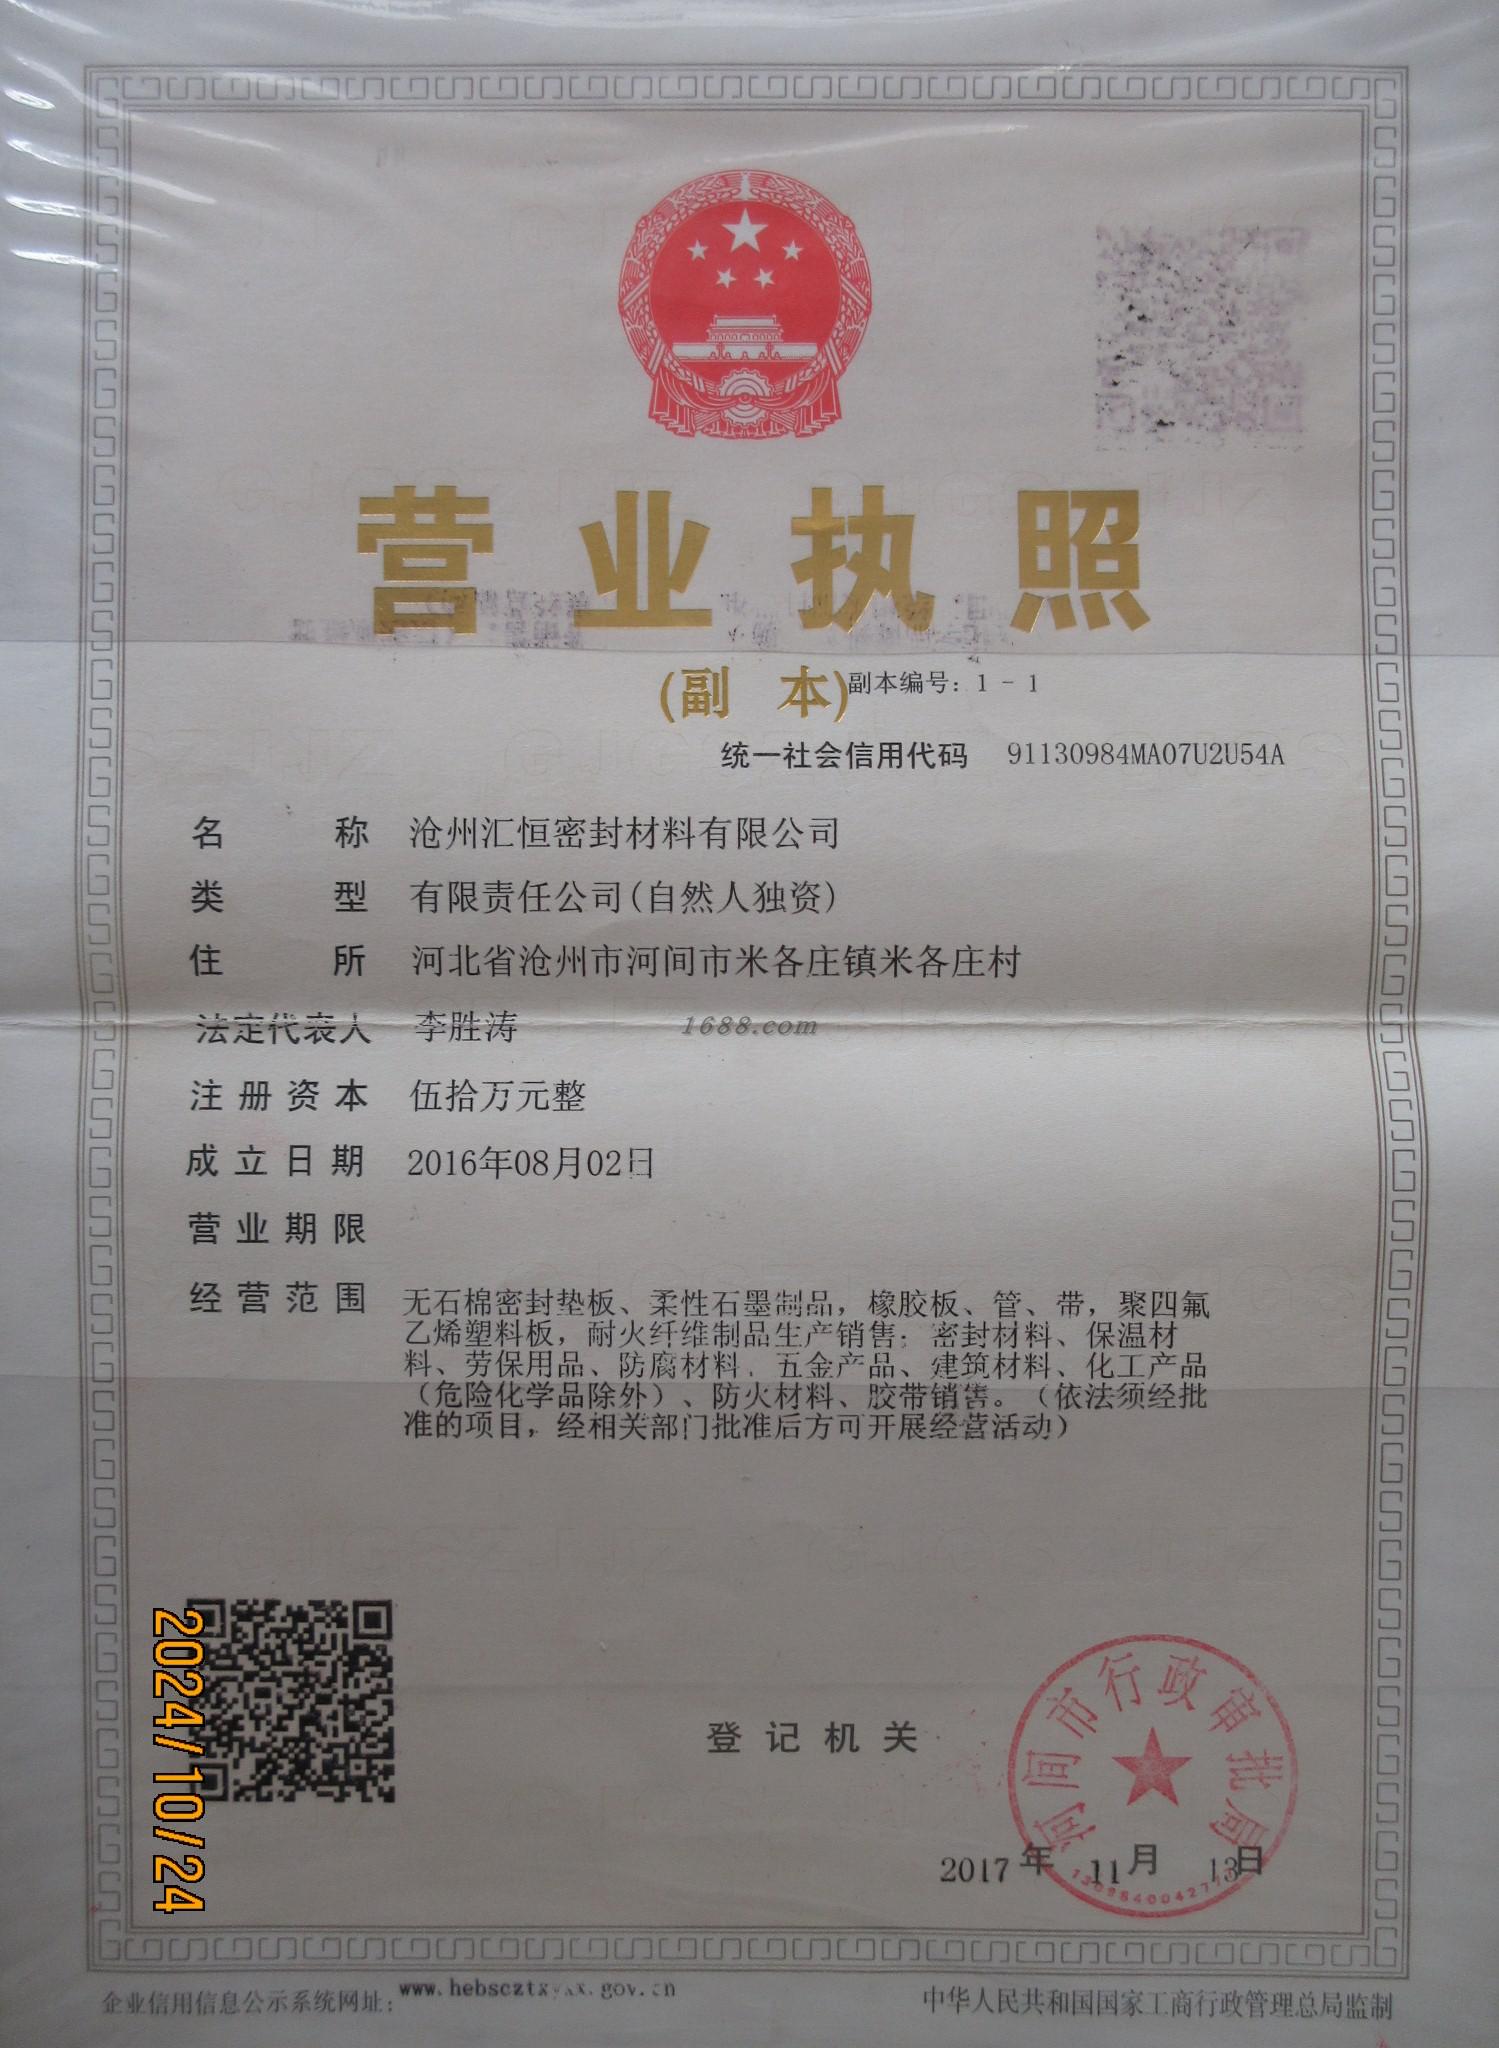 营业执照
(副 本) 副本编号：1 - 1
统一社会信用代码 91130984MA07U2U54A
名 称 沧州汇恒密封材料有限公司
类 型 有限责任公司(自然人独资)
住 所 河北省沧州市河间市米各庄镇米各庄村
法定代表人 李胜涛
1688.com
注册资本 伍拾万元整
成立日期 2016年08月02日
营业期限
经营范围 无石棉密封垫板、柔性石墨制品，橡胶板、管、带，聚四氟
乙烯塑料板，耐火纤维制品生产销售；密封材料、保温材
料、劳保用品、防腐材料、五金产品、建筑材料、化工产品
（危险化学品除外）、防火材料、胶带销售。（依法须经批
准的项目，经相关部门批准后方可开展经营活动）
2024/10/24
登记机关
河间市行政审批局
2017年 11月 13日
企业信用信息公示系统网址：
中华人民共和国国家工商行政管理总局监制